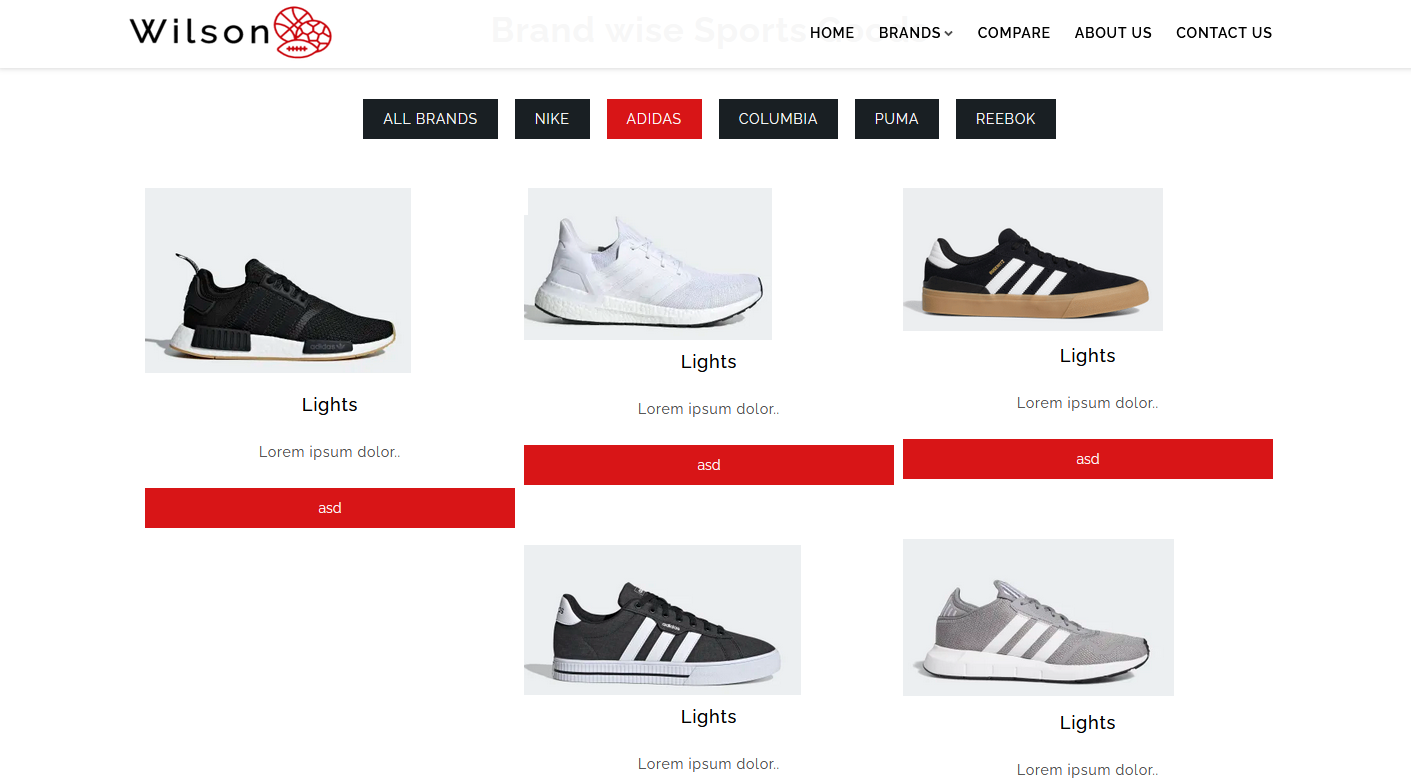 Wilson
Brand wise Sports Goods
HOME BRANDS COMPARE ABOUT US CONTACT US
ALL BRANDS NIKE ADIDAS COLUMBIA PUMA REEBOK
adidas
Lights
Lorem ipsum dolor..
asd
Lights
Lorem ipsum dolor..
asd
Lights
Lorem ipsum dolor..
asd
adidas
Lights
Lorem ipsum dolor..
Lights
Lorem ipsum dolor..